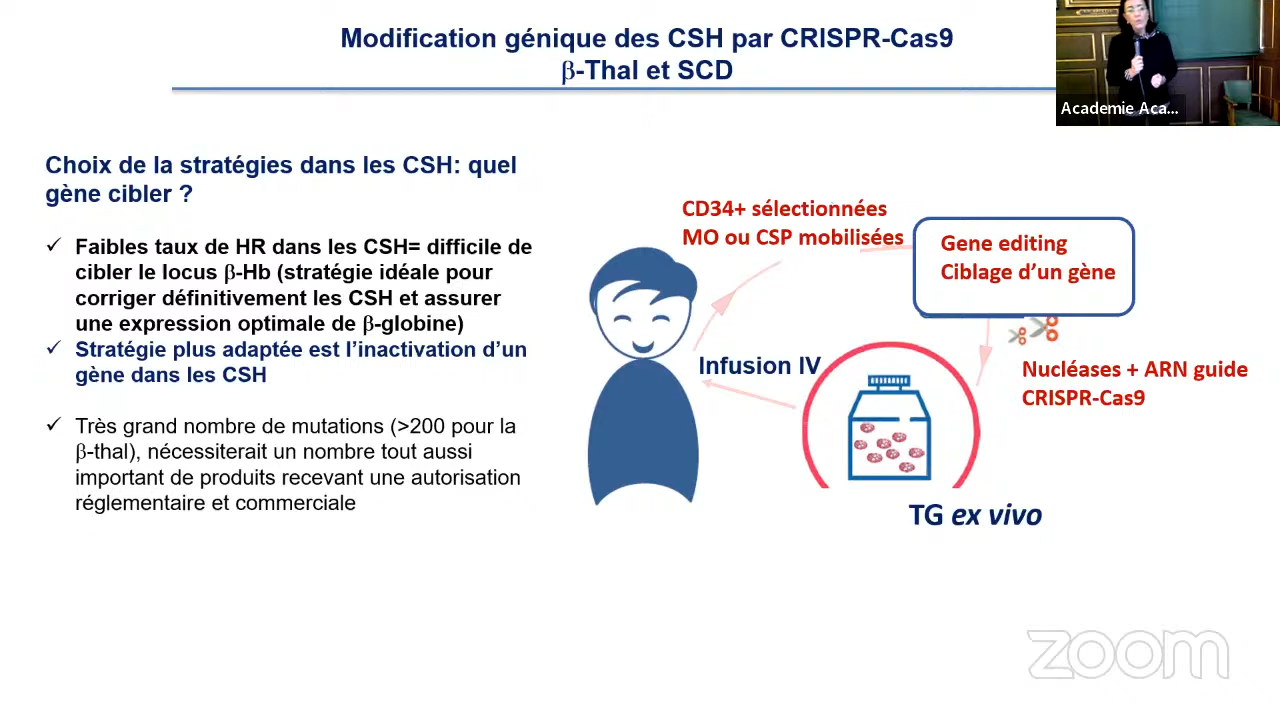 Modification génique des CSH par CRISPR-Cas9
β-Thal et SCD
Academie Aca...
Choix de la stratégies dans les CSH: quel
gène cibler ?
✓ Faibles taux de HR dans les CSH= difficile de
cibler le locus β-Hb (stratégie idéale pour
corriger définitivement les CSH et assurer
une expression optimale de β-globine)
✓ Stratégie plus adaptée est l'inactivation d'un
gène dans les CSH
✓ Très grand nombre de mutations (>200 pour la
β-thal), nécessiterait un nombre tout aussi
important de produits recevant une autorisation
réglementaire et commerciale
CD34+ sélectionnées
MO ou CSP mobilisées
Gene editing
Ciblage d'un gène
Infusion IV
Nucléases + ARN guide
CRISPR-Cas9
TG ex vivo
zoom